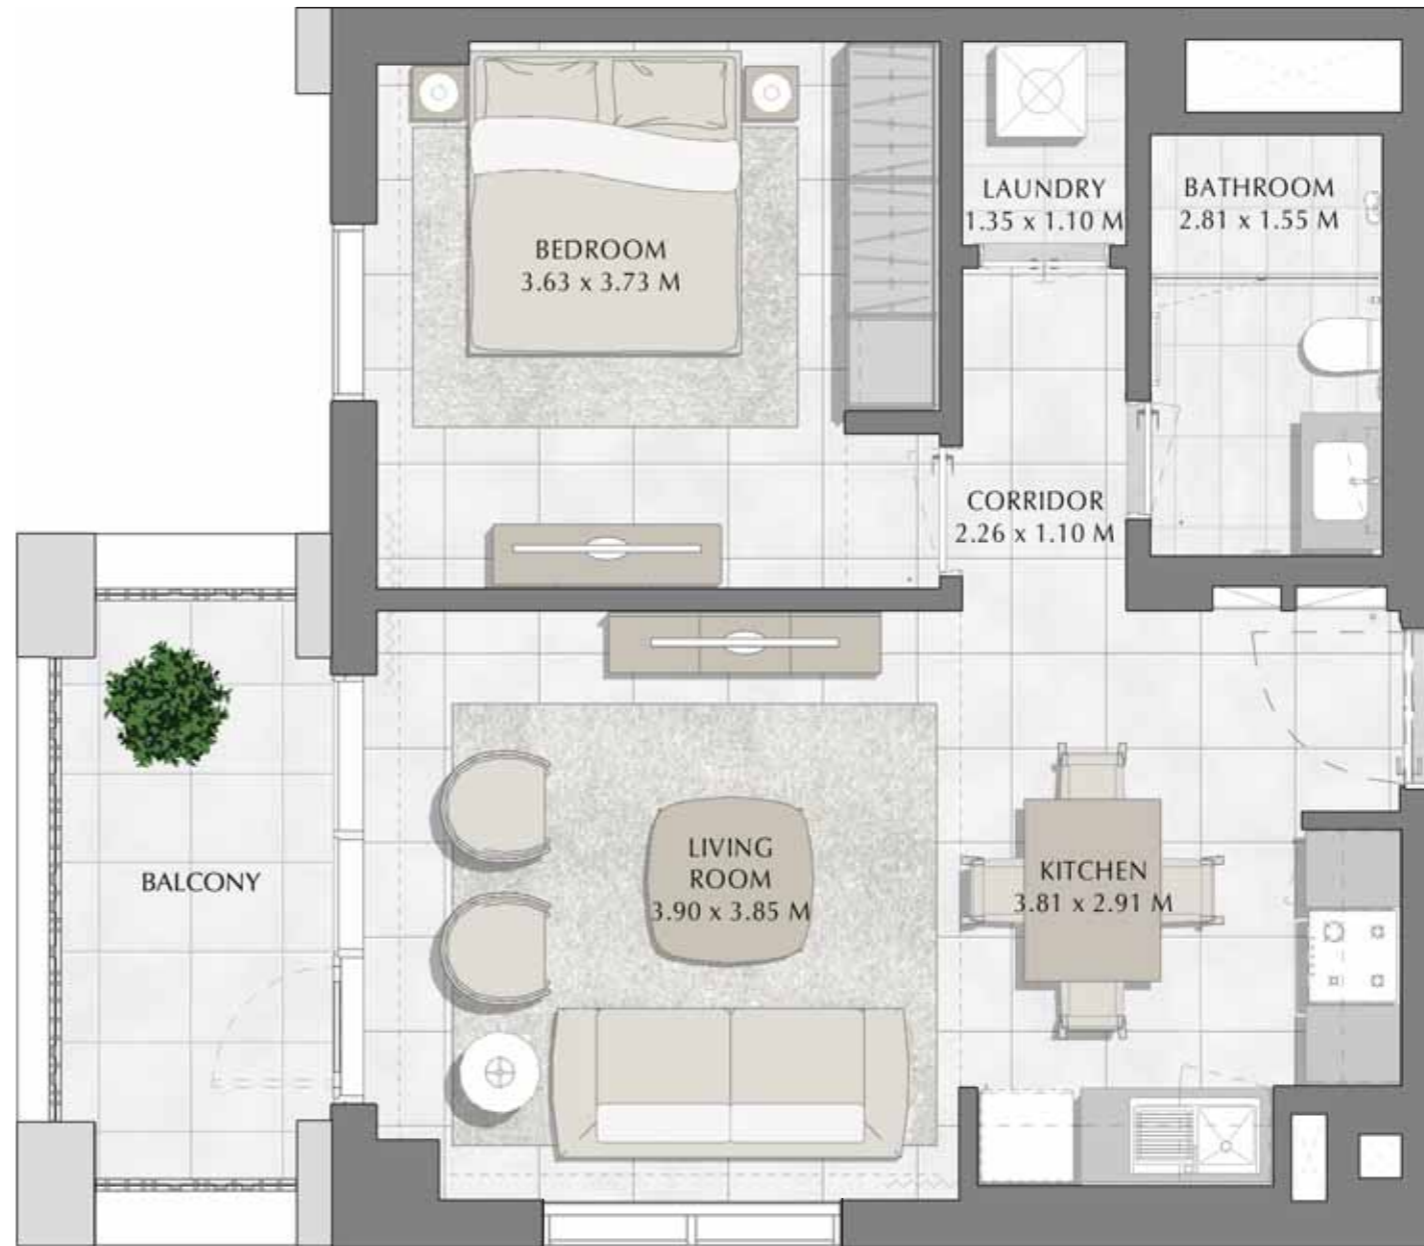 BEDROOM
3.63 x 3.73 M
LAUNDRY
1.35 x 1.10 M
BATHROOM
2.81 x 1.55 M
CORRIDOR
2.26 x 1.10 M
BALCONY
LIVING
ROOM
3.90 x 3.85 M
KITCHEN
3.81 x 2.91 M